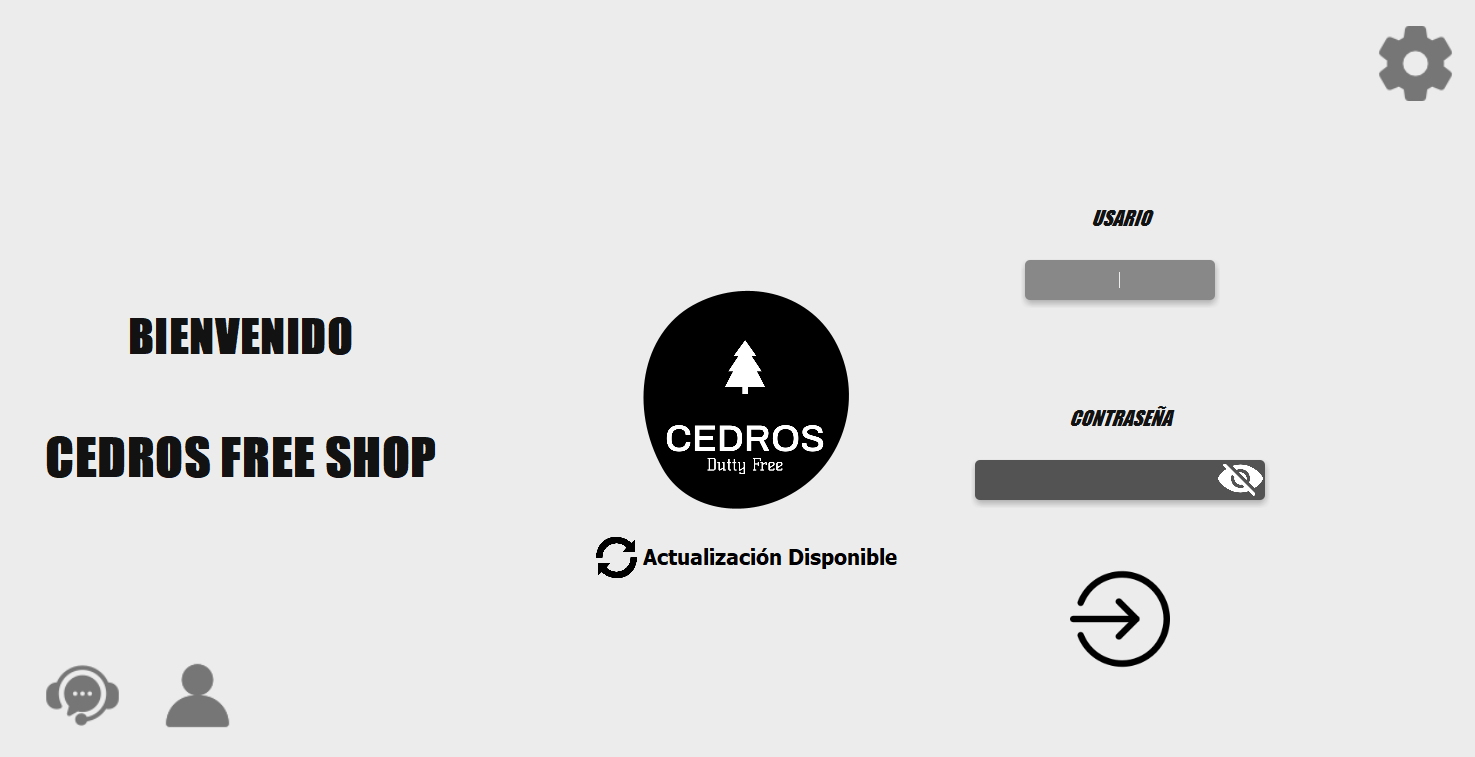 BIENVENIDO
CEDROS FREE SHOP
CEDROS
Dutty Free
Actualización Disponible
USARIO
CONTRASEÑA